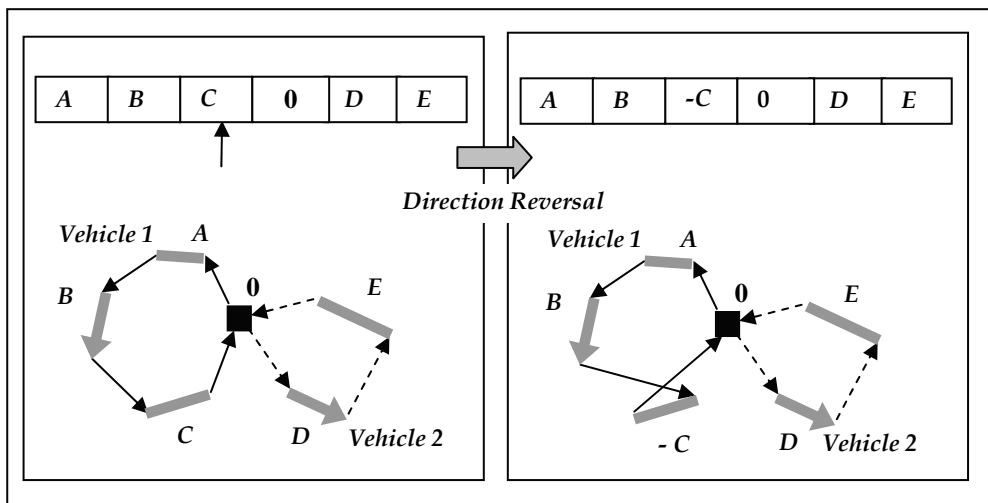 A B C 0 D E
A B -C 0 D E
Direction Reversal
Vehicle 1 A
B
0
E
C
D
Vehicle 2
Vehicle 1 A
B
0
E
- C
D
Vehicle 2